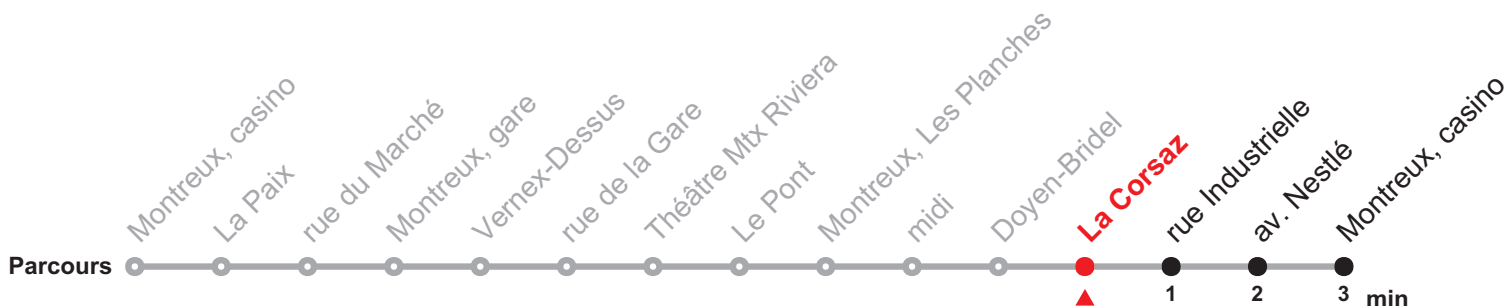 Montreux, casino
La Paix
rue du Marché
Montreux, gare
Vernex-Dessus
rue de la Gare
Théâtre Mtx Riviera
Le Pont
Montreux, Les Planches
midi
Doyen-Bridel
La Corsaz
rue Industrielle
av. Nestlé
Montreux, casino
Parcours
1 2 3 min